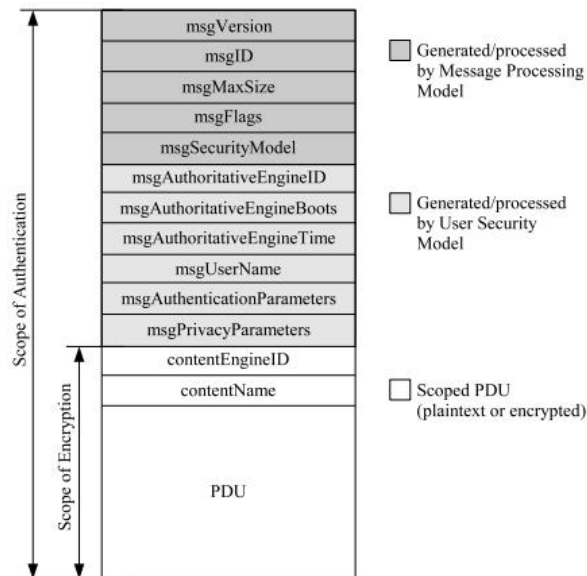 msgVersion
msgID
msgMaxSize
msgFlags
msgSecurityModel
msgAuthoritativeEngineID
msgAuthoritativeEngineBoots
msgAuthoritativeEngineTime
msgUserName
msgAuthenticationParameters
msgPrivacyParameters
contentEngineID
contentName
PDU
Scope of Authentication
Scope of Encryption
Generated/processed
by Message Processing
Model
Generated/processed
by User Security
Model
Scoped PDU
(plaintext or encrypted)